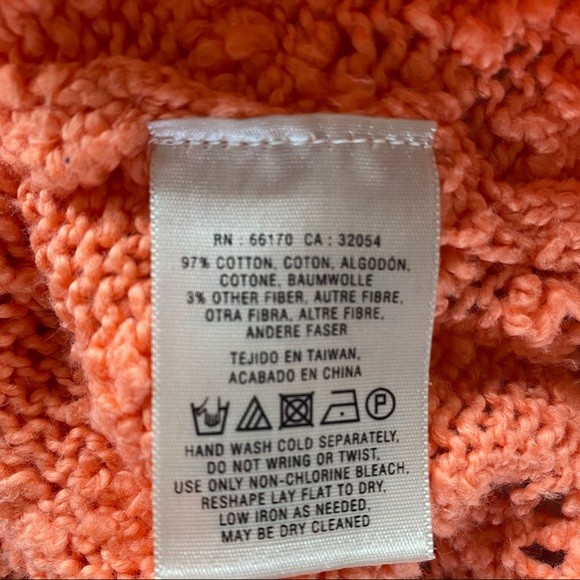 RN : 66170 CA : 32054
97% COTTON, COTON, ALGODÓN,
COTONE, BAUMWOLLE
3% OTHER FIBER, AUTRE FIBRE,
OTRA FIBRA, ALTRE FIBRE,
ANDERE FASER
TEJIDO EN TAIWAN,
ACABADO EN CHINA
P
HAND WASH COLD SEPARATELY,
DO NOT WRING OR TWIST,
USE ONLY NON-CHLORINE BLEACH.
RESHAPE LAY FLAT TO DRY,
LOW IRON AS NEEDED,
MAY BE DRY CLEANED